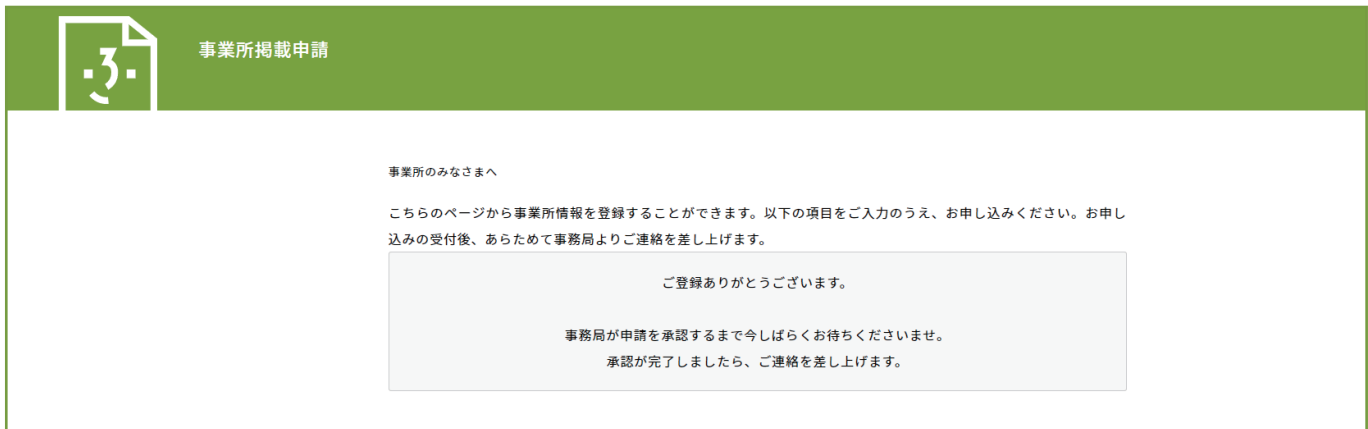 事業所掲載申請
事業所のみなさまへ
こちらのページから事業所情報を登録することができます。以下の項目をご入力のうえ、お申し込みください。お申し
込みの受付後、あらためて事務局よりご連絡を差し上げます。
ご登録ありがとうございます。
事務局が申請を承認するまで今しばらくお待ちくださいませ。
承認が完了しましたら、ご連絡を差し上げます。